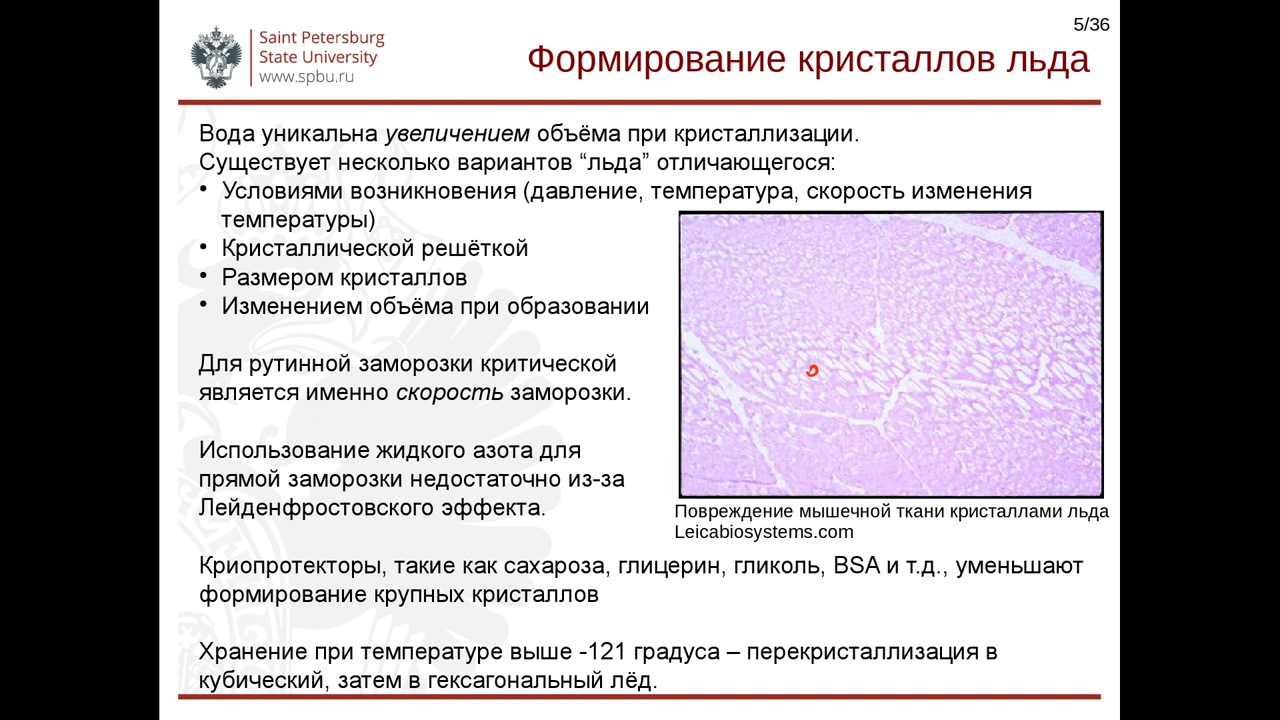 5/36
Saint Petersburg
State University
www.spbu.ru
Формирование кристаллов льда
Вода уникальна увеличением объёма при кристаллизации.
Существует несколько вариантов “льда” отличающегося:
• Условиями возникновения (давление, температура, скорость изменения
температуры)
• Кристаллической решёткой
• Размером кристаллов
• Изменением объёма при образовании
Для рутинной заморозки критической
является именно скорость заморозки.
Использование жидкого азота для
прямой заморозки недостаточно из-за
Лейденфростовского эффекта.
Повреждение мышечной ткани кристаллами льда
Leicabiosystems.com
Криопротекторы, такие как сахароза, глицерин, гликоль, BSA и т.д., уменьшают
формирование крупных кристаллов
Хранение при температуре выше -121 градуса – перекристаллизация в
кубический, затем в гексагональный лёд.